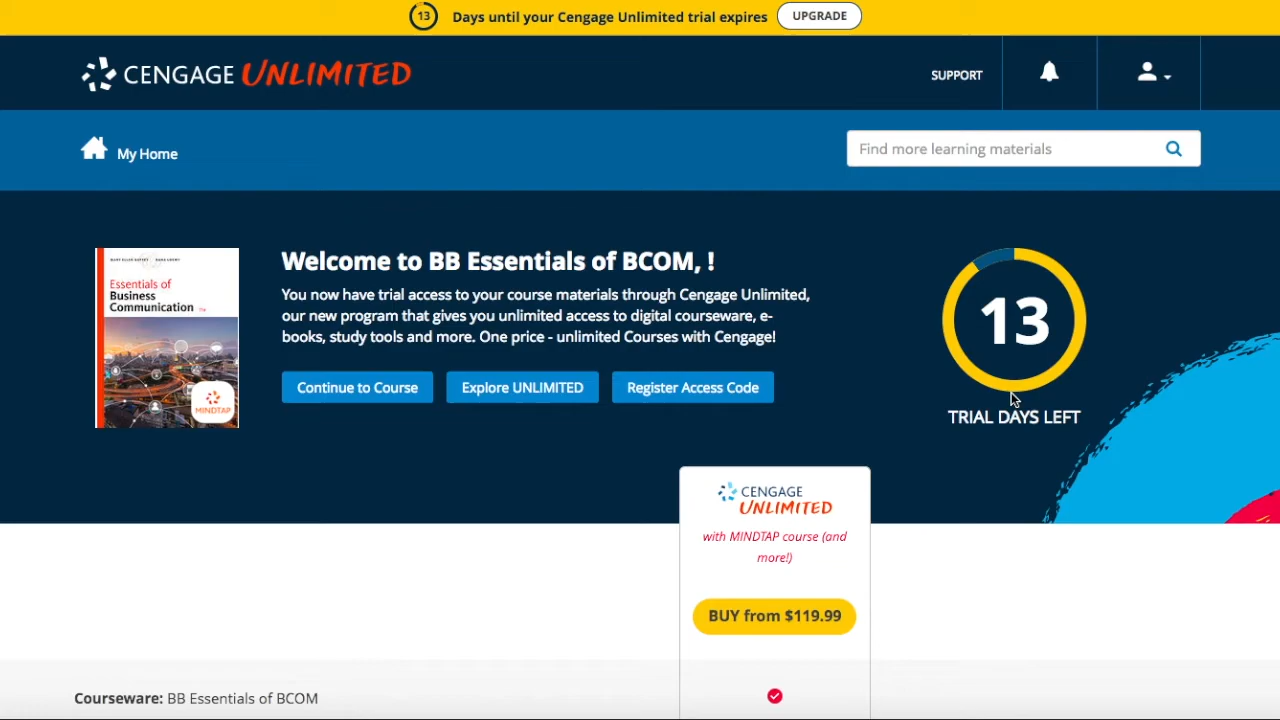 13 Days until your Cengage Unlimited trial expires UPGRADE
CENGAGE UNLIMITED
SUPPORT
My Home
Find more learning materials
Essentials of
Business
Communication
MINDTAP
Welcome to BB Essentials of BCOM, !
You now have trial access to your course materials through Cengage Unlimited,
our new program that gives you unlimited access to digital courseware, e-
books, study tools and more. One price - unlimited Courses with Cengage!
Continue to Course
Explore UNLIMITED
Register Access Code
13
TRIAL DAYS LEFT
CENGAGE
UNLIMITED
with MINDTAP course (and
more!)
BUY from $119.99
Courseware: BB Essentials of BCOM